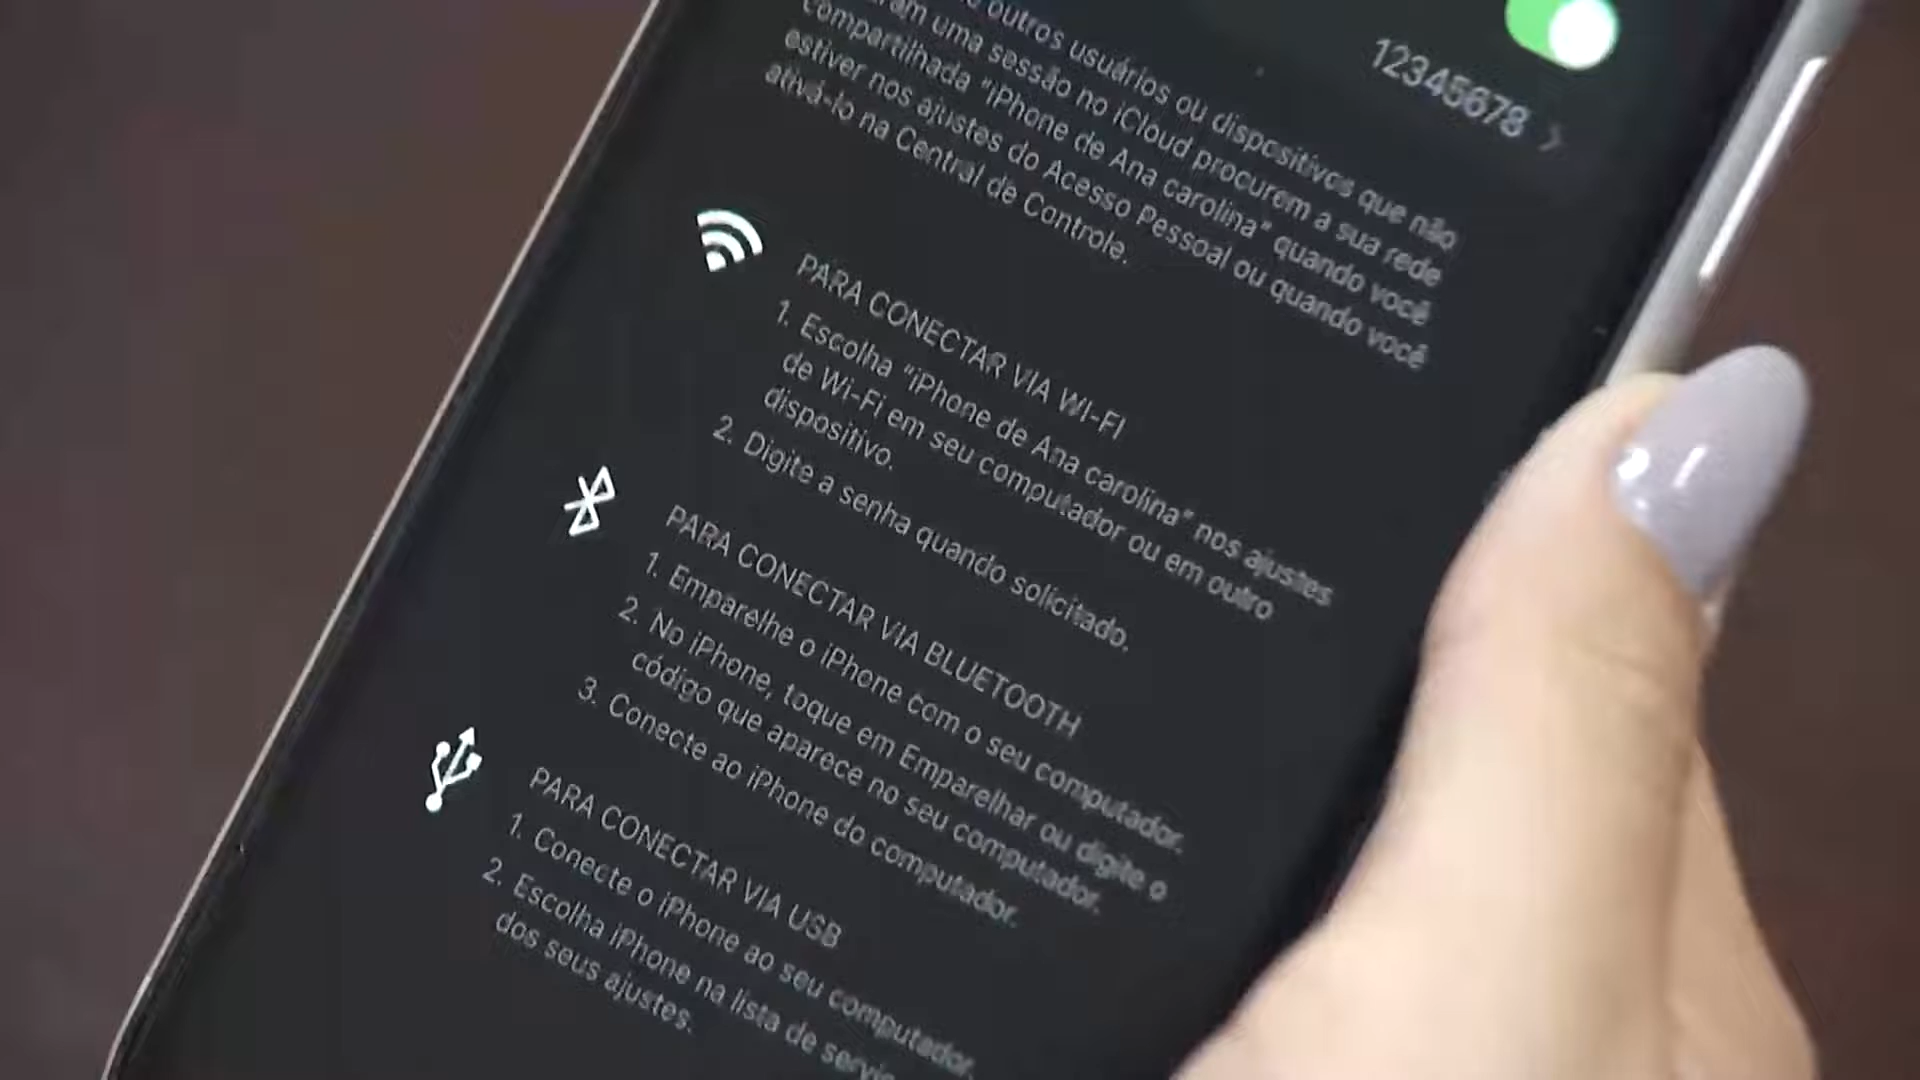 12345678
outros usuários ou dispositivos que não
uma sessão no iCloud procurem a sua rede
compartilhada "iPhone de Ana carolina" quando você
estiver nos ajustes do Acesso Pessoal ou quando você
ativá-lo na Central de Controle.
PARA CONECTAR VIA WI-FI
1. Escolha "iPhone de Ana carolina" nos ajustes
de Wi-Fi em seu computador ou em outro
dispositivo.
2. Digite a senha quando solicitado.
PARA CONECTAR VIA BLUETOOTH
1. Emparelhe o iPhone com o seu computador.
2. No iPhone, toque em Emparelhar ou digite o
código que aparece no seu computador.
3. Conecte ao iPhone do computador.
PARA CONECTAR VIA USB
1. Conecte o iPhone ao seu computador.
2. Escolha iPhone na lista de
dos seus ajustes.